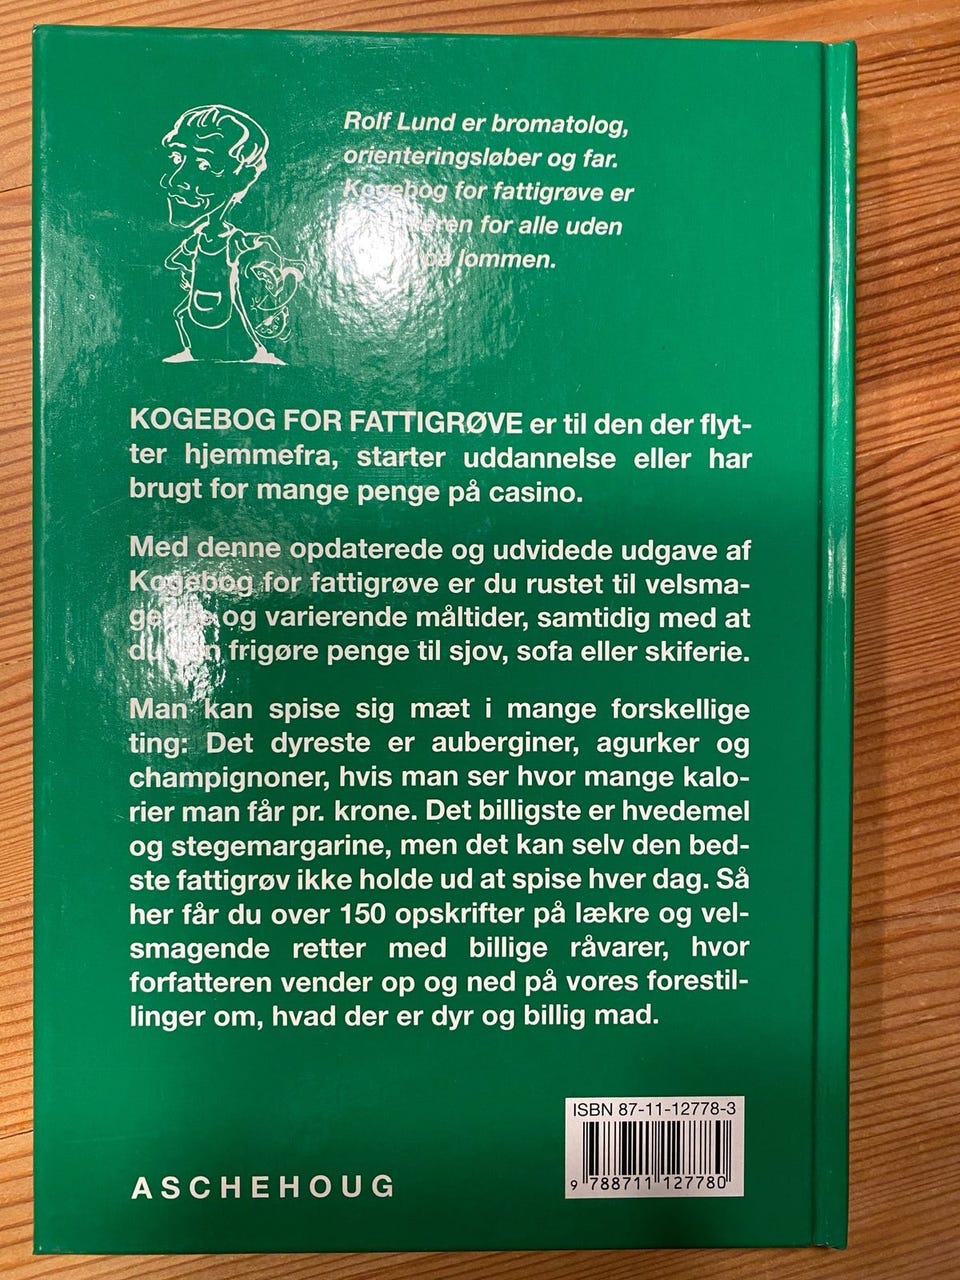 Rolf Lund er bromatolog,
orienteringsløber og far.
Kogebog for fattigrøve er
for alle uden
på lommen.
KOGEBOG FOR FATTIGRØVE er til den der flyt-
ter hjemmefra, starter uddannelse eller har
brugt for mange penge på casino.
Med denne opdaterede og udvidede udgave af
Kogebog for fattigrøve er du rustet til velsma-
gende og varierende måltider, samtidig med at
du kan frigøre penge til sjov, sofa eller skiferie.
Man kan spise sig mæt i mange forskellige
ting: Det dyreste er auberginer, agurker og
champignoner, hvis man ser hvor mange kalo-
rier man får pr. krone. Det billigste er hvedemel
og stegemargarine, men det kan selv den bed-
ste fattigrøv ikke holde ud at spise hver dag. Så
her får du over 150 opskrifter på lækre og vel-
smagende retter med billige råvarer, hvor
forfatteren vender op og ned på vores forestil-
linger om, hvad der er dyr og billig mad.
ISBN 87-11-12778-3
9 788711 127780
ASCHEHOUG